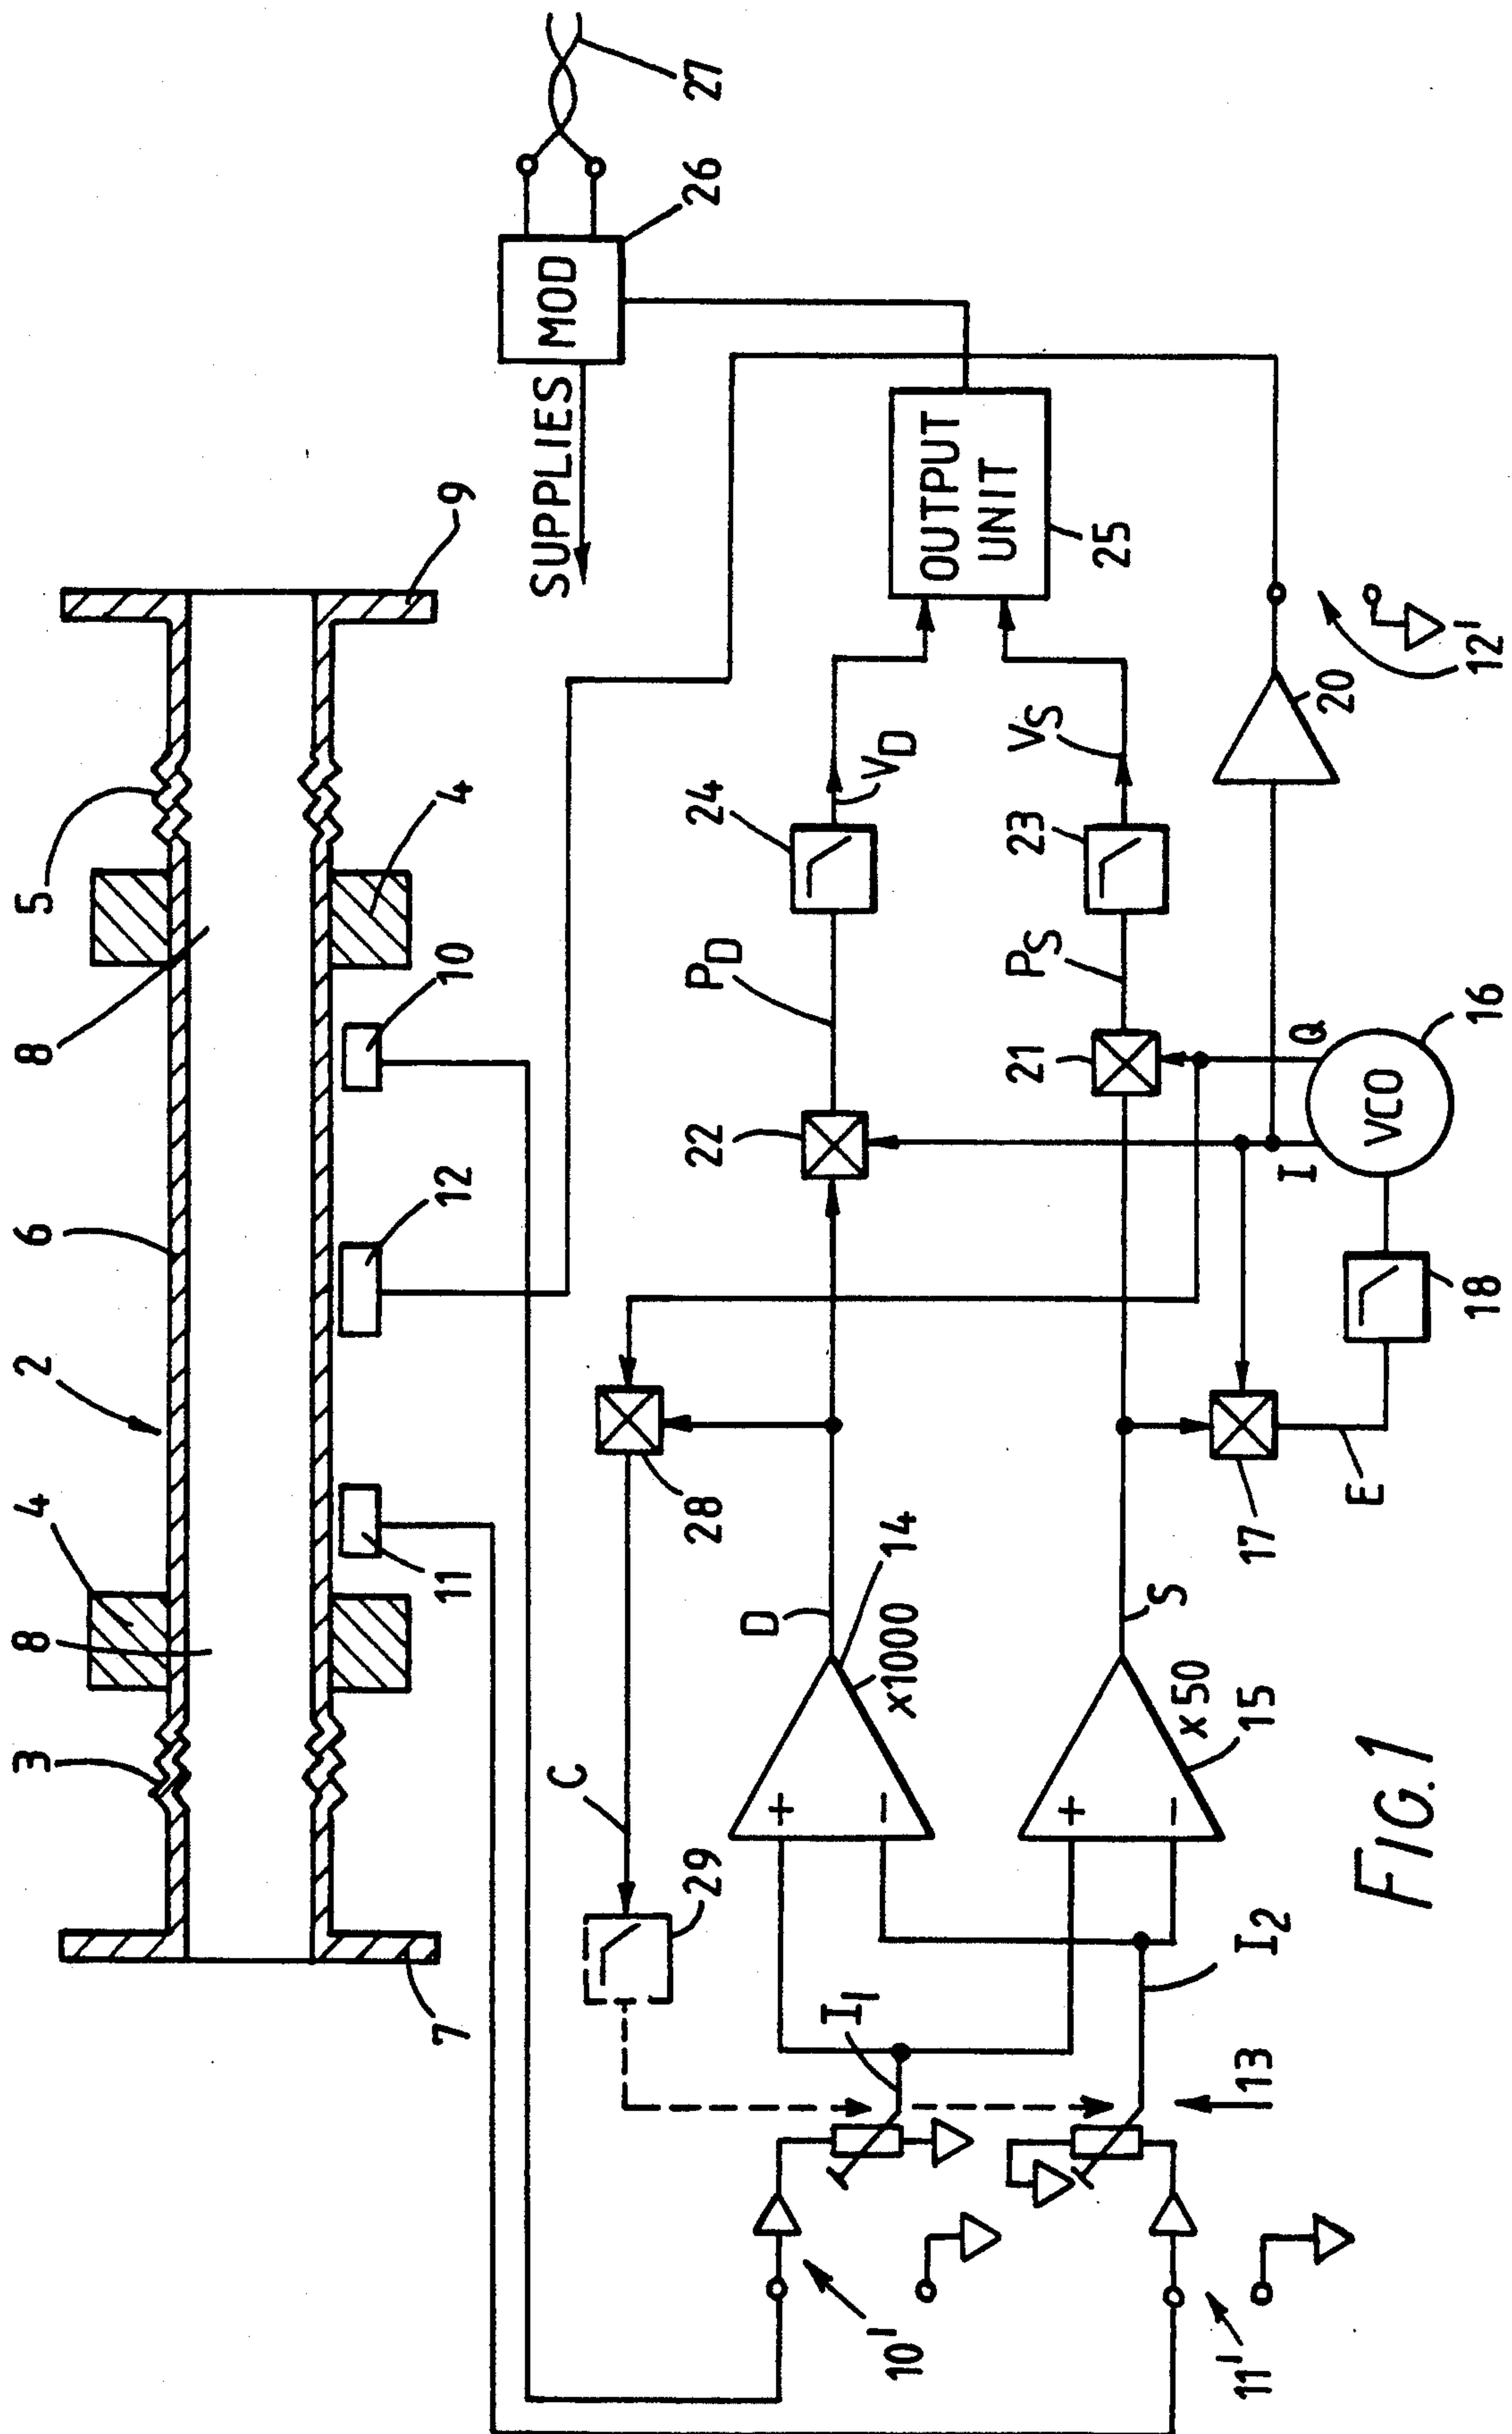 3
4
8
2
6
8
5
7
11
12
10
4
9
SUPPLIES
MOD
26
27
29
C
28
22
P_D
24
V_D
OUTPUT
UNIT
25
I_1
+
−
D
14
x1000
10'
13
I_2
+
−
S
x50
15
11'
17
E
18
VCO
16
I
Q
21
P_S
23
V_S
20
12'
FIG.1